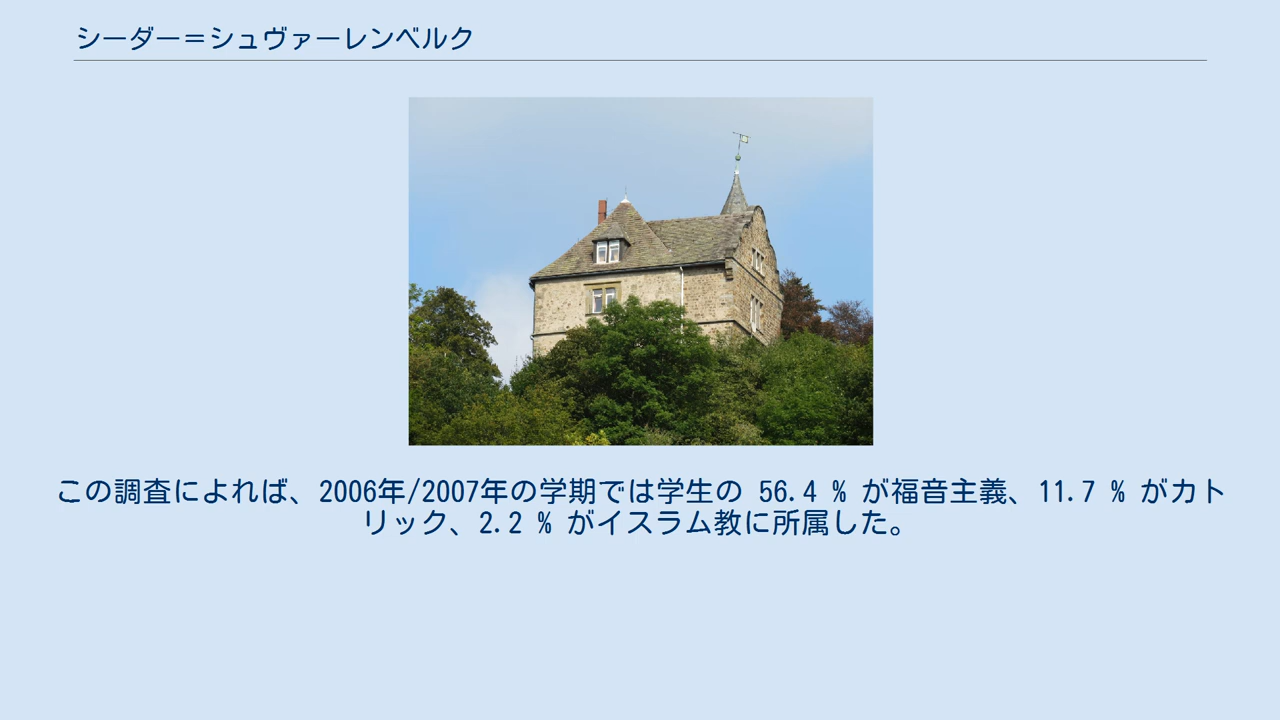 シーダー＝シュヴァーレンベルク
この調査によれば、2006年/2007年の学期では学生の 56.4 % が福音主義、11.7 % がカト
リック、2.2 % がイスラム教に所属した。